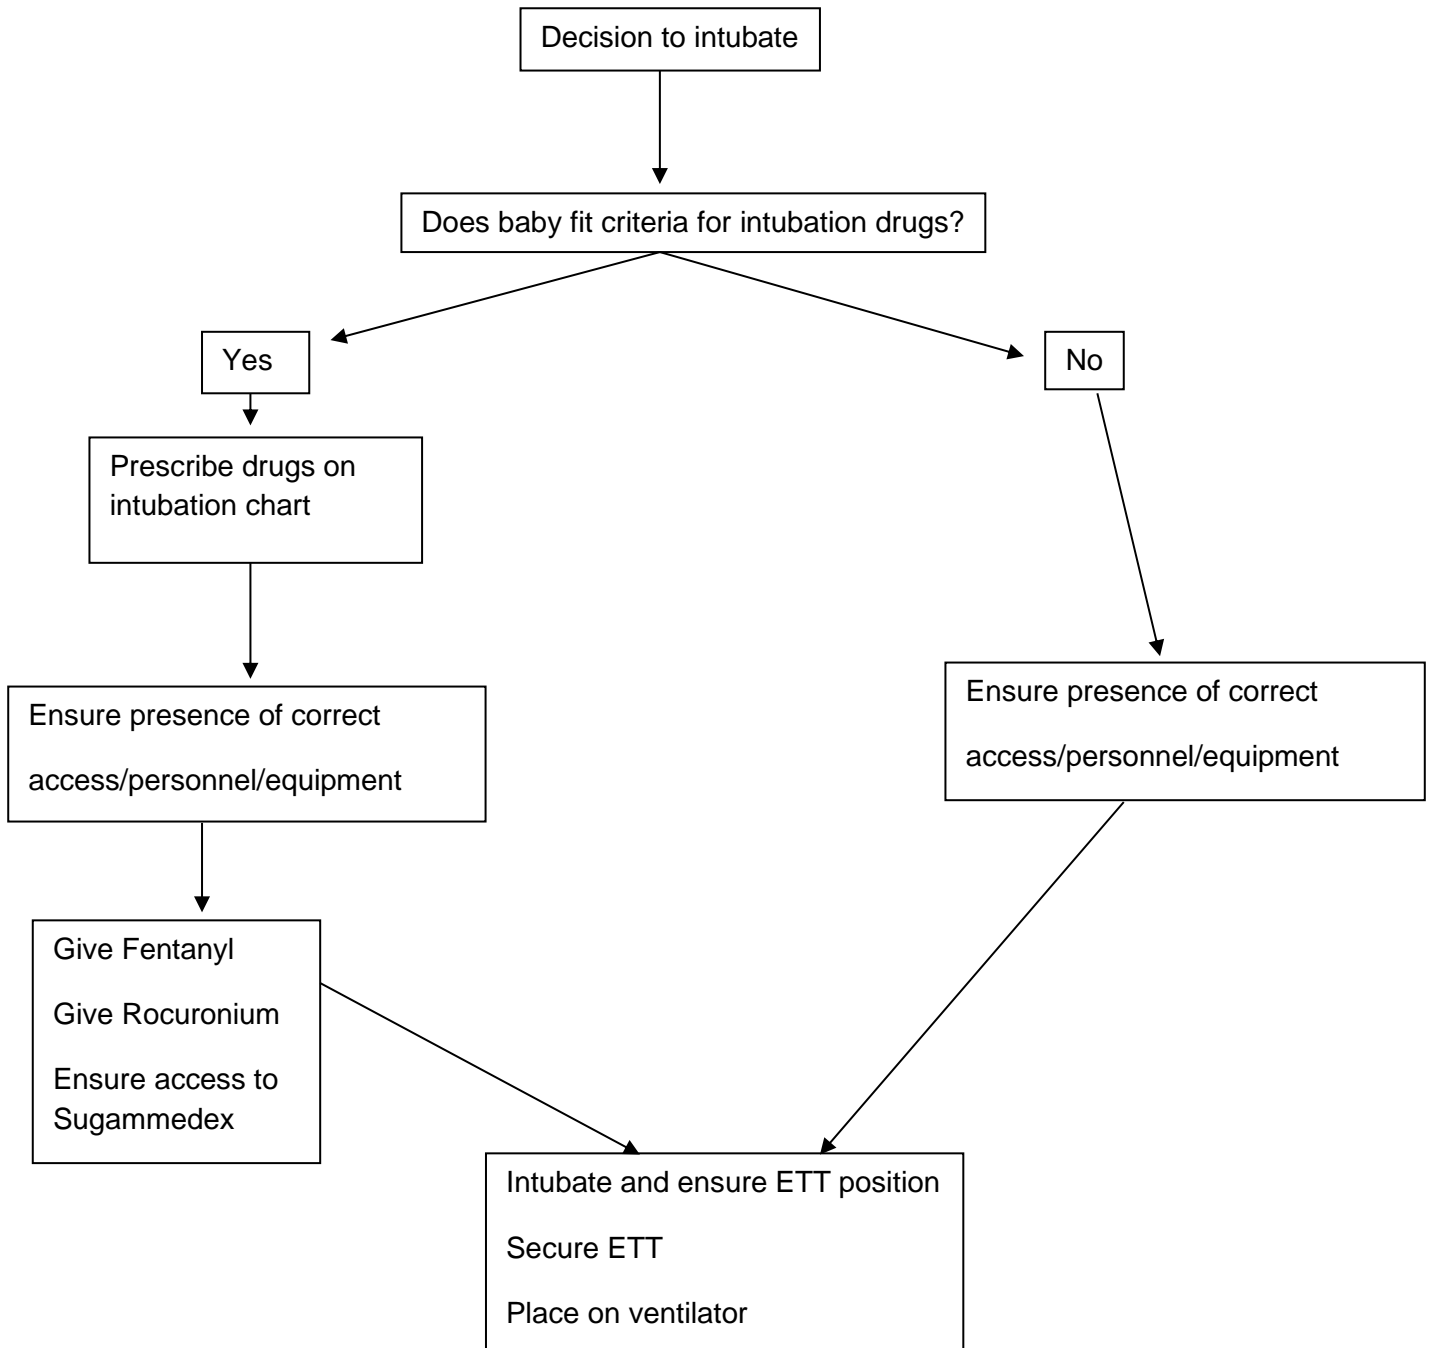 Decision to intubate
Does baby fit criteria for intubation drugs?
Yes
No
Prescribe drugs on
intubation chart
Ensure presence of correct
access/personnel/equipment
Ensure presence of correct
access/personnel/equipment
Give Fentanyl
Give Rocuronium
Ensure access to
Sugammedex
Intubate and ensure ETT position
Secure ETT
Place on ventilator